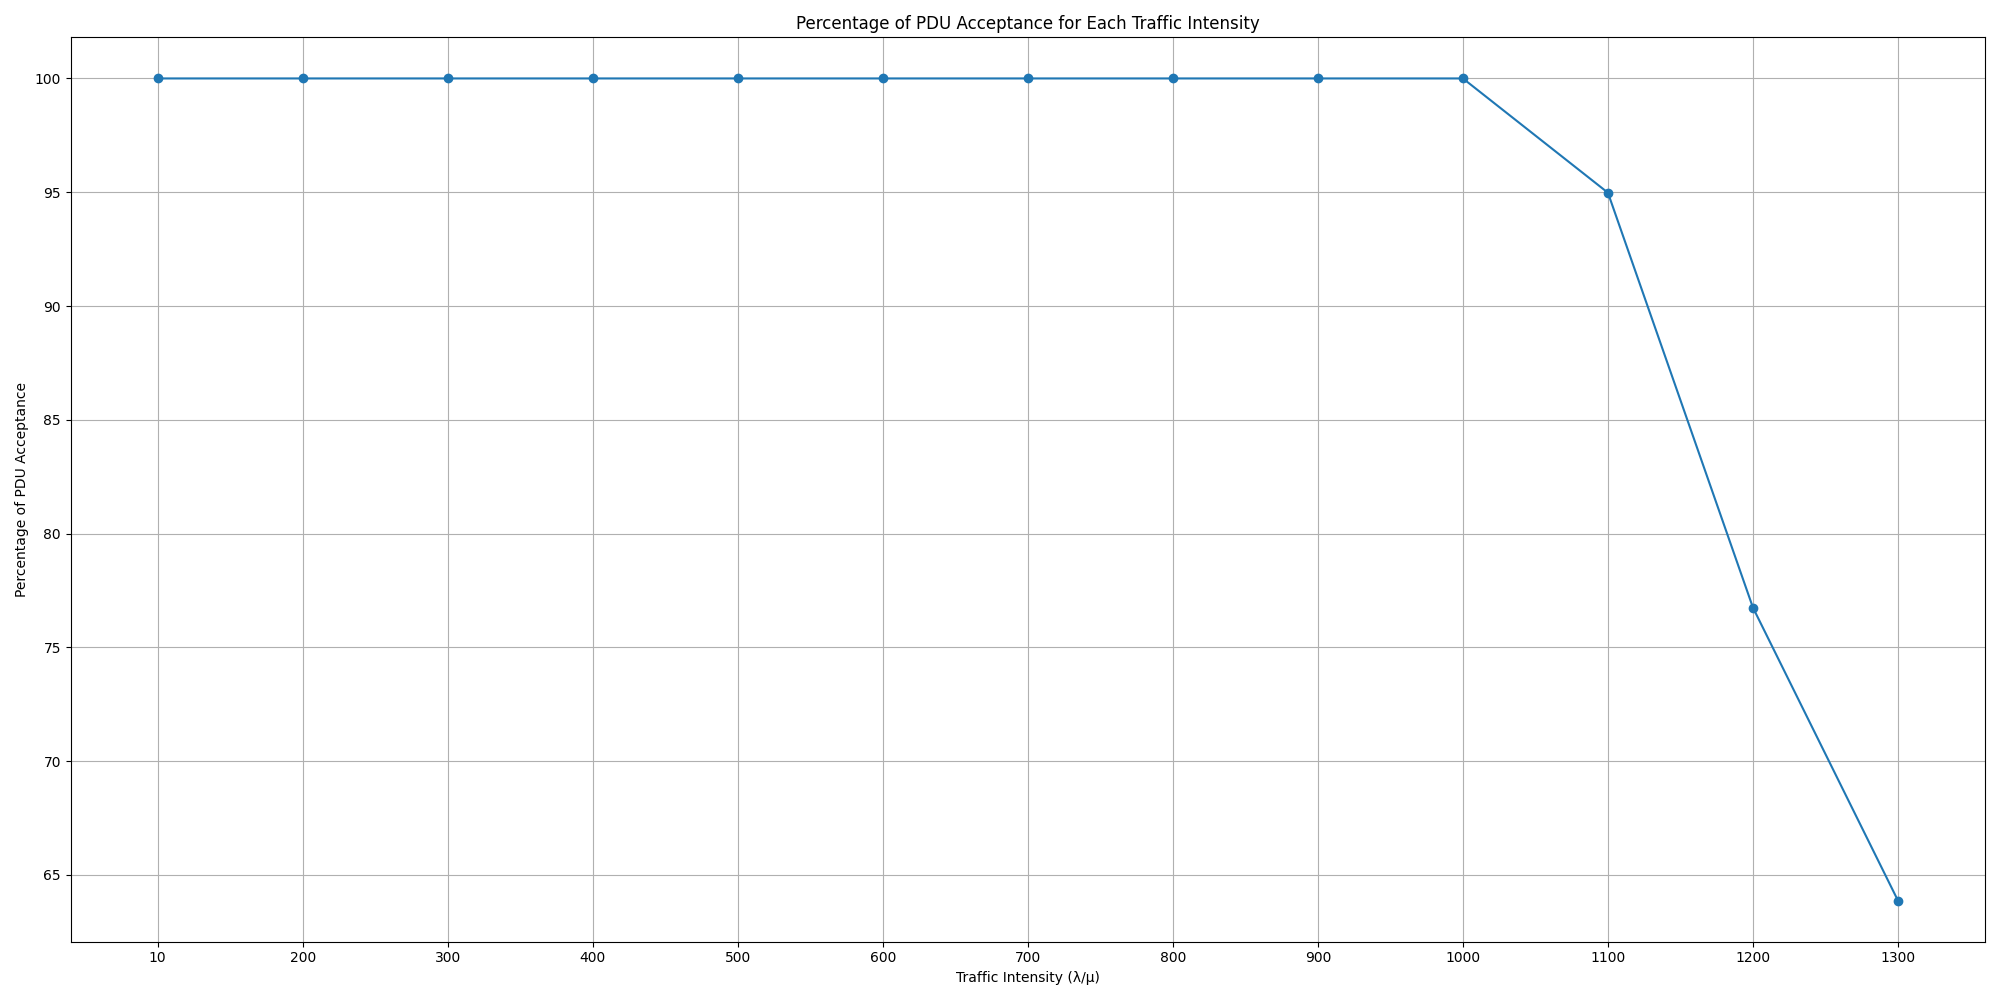 Percentage of PDU Acceptance for Each Traffic Intensity
Percentage of PDU Acceptance
100
95
90
85
80
75
70
65
10 200 300 400 500 600 700 800 900 1000 1100 1200 1300
Traffic Intensity (λ/μ)